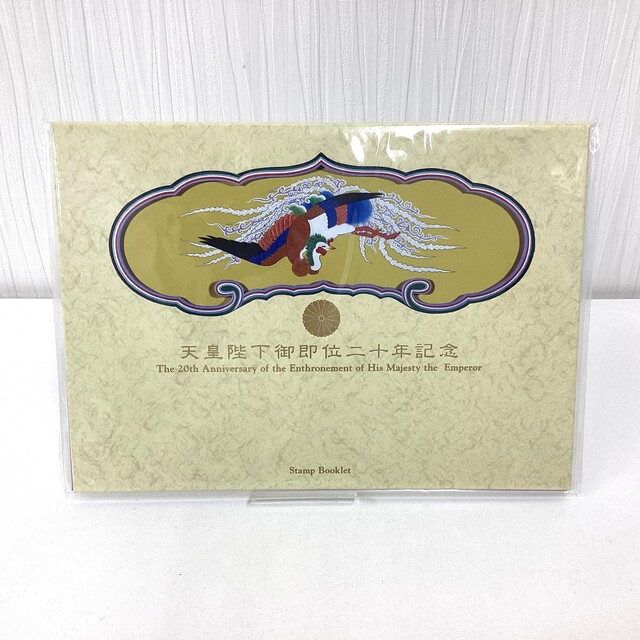 天皇陛下御即位二十年記念
The 20th Anniversary of the Enthronement of His Majesty the Emperor
Stamp Booklet